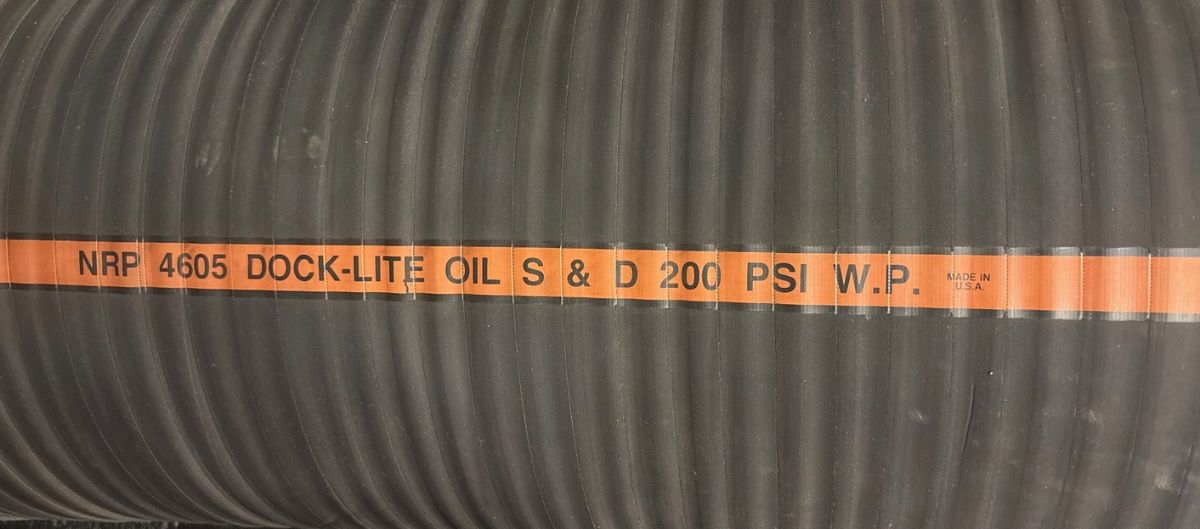 NRP 4605 DOCK-LITE OIL S & D 200 PSI W.P.
MADE IN
U.S.A.